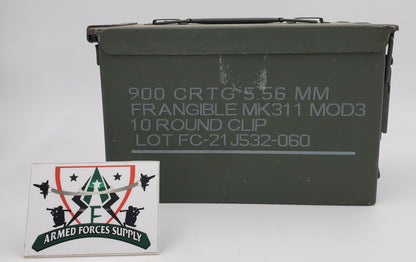 900 CRTG 5.56 MM
FRANGIBLE MK311 MOD3
10 ROUND CLIP
LOT FC-21J532-060
A
F S
ARMED FORCES SUPPLY